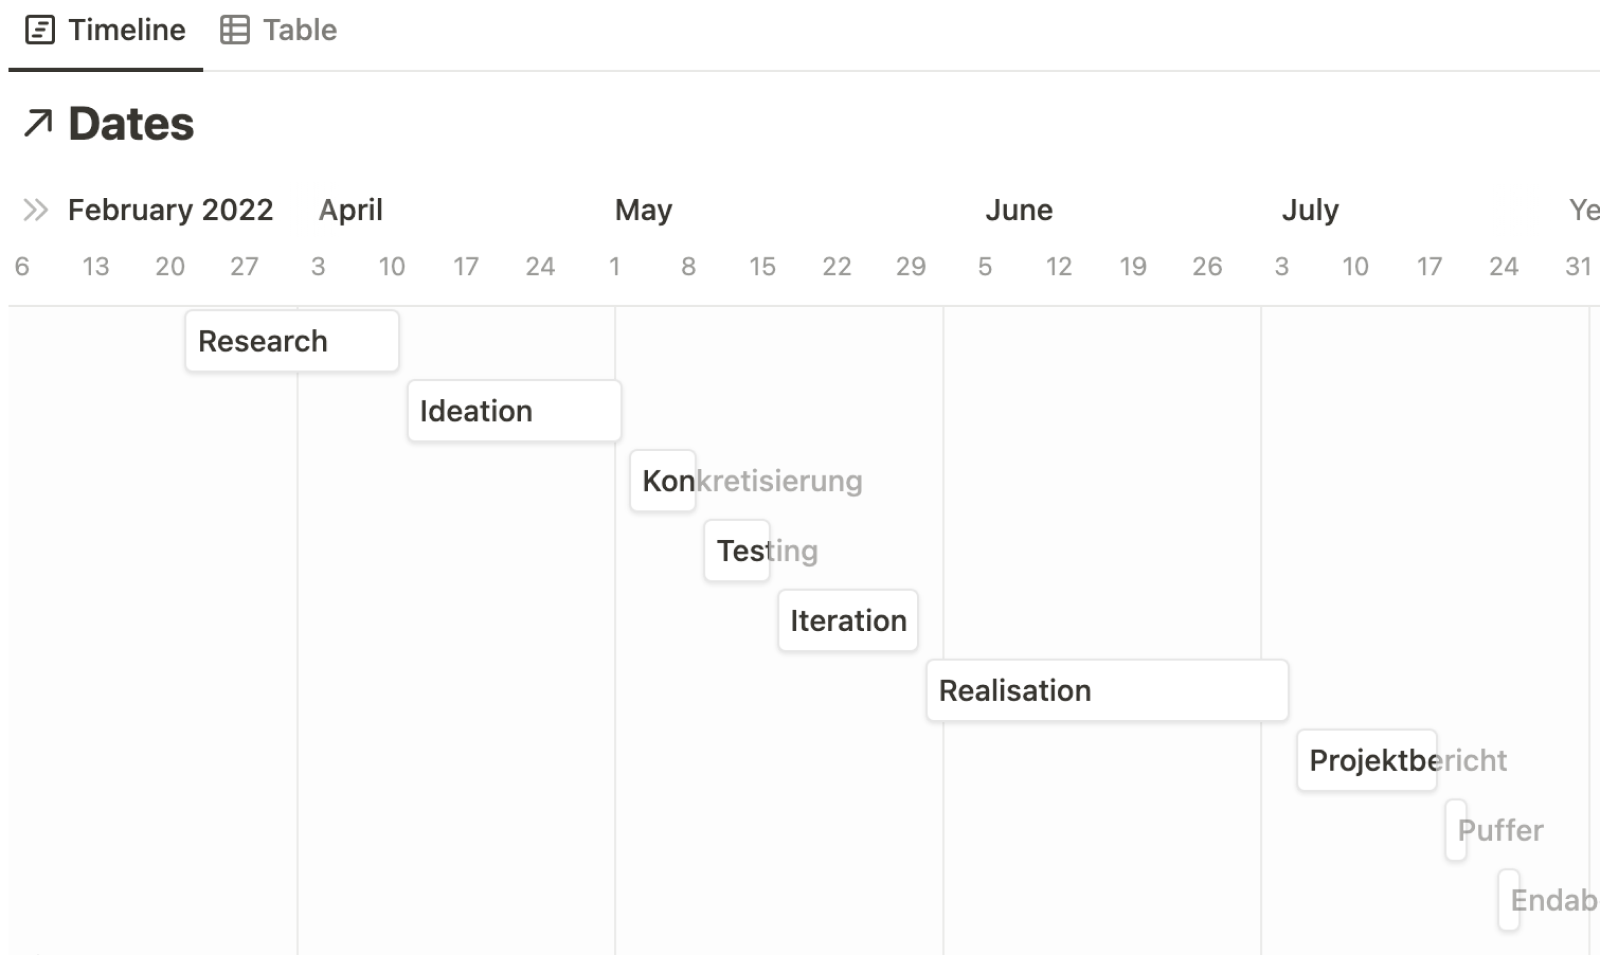 Timeline Table
Dates
February 2022 April May June July Ye
6 13 20 27 3 10 17 24 1 8 15 22 29 5 12 19 26 3 10 17 24 31
Research
Ideation
Konkretisierung
Testing
Iteration
Realisation
Projektbericht
Puffer
Endab